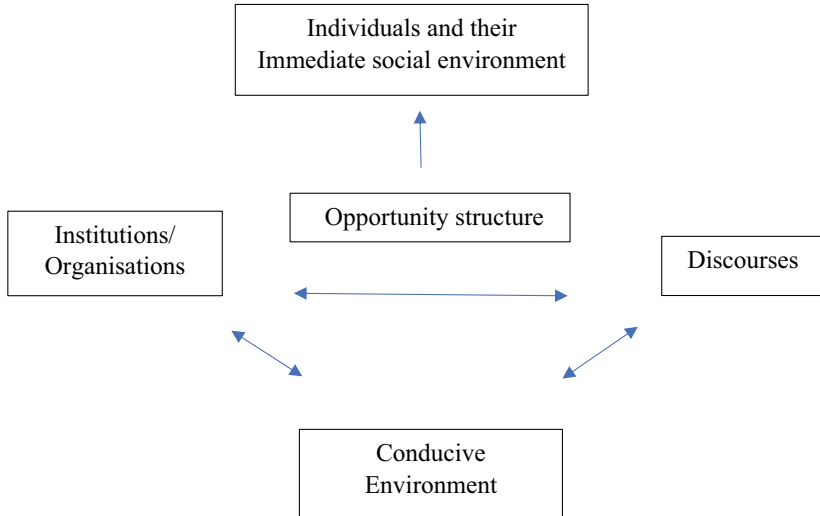 Individuals and their
Immediate social environment
Opportunity structure
Institutions/
Organisations
Discourses
Conducive
Environment